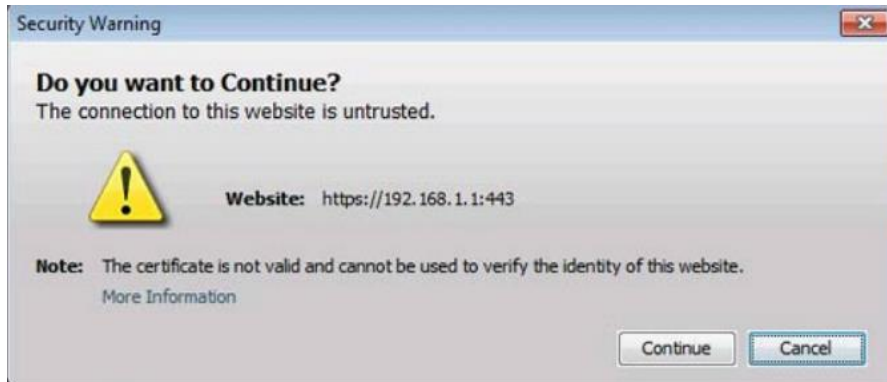 Security Warning
Do you want to Continue?
The connection to this website is untrusted.
Website: https://192.168.1.1:443
Note: The certificate is not valid and cannot be used to verify the identity of this website.
More Information
Continue Cancel